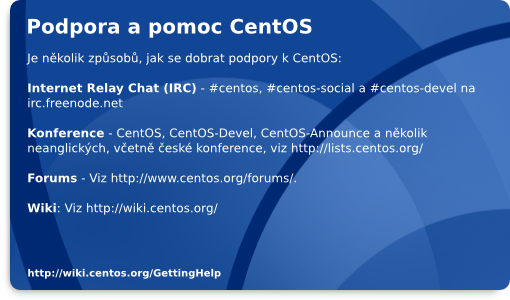 Podpora a pomoc CentOS
Je několik způsobů, jak se dobrat podpory k CentOS:
Internet Relay Chat (IRC) - #centos, #centos-social a #centos-devel na
irc.freenode.net
Konference - CentOS, CentOS-Devel, CentOS-Announce a několik
neanglických, včetně české konference, viz http://lists.centos.org/
Forums - Viz http://www.centos.org/forums/.
Wiki: Viz http://wiki.centos.org/
http://wiki.centos.org/GettingHelp